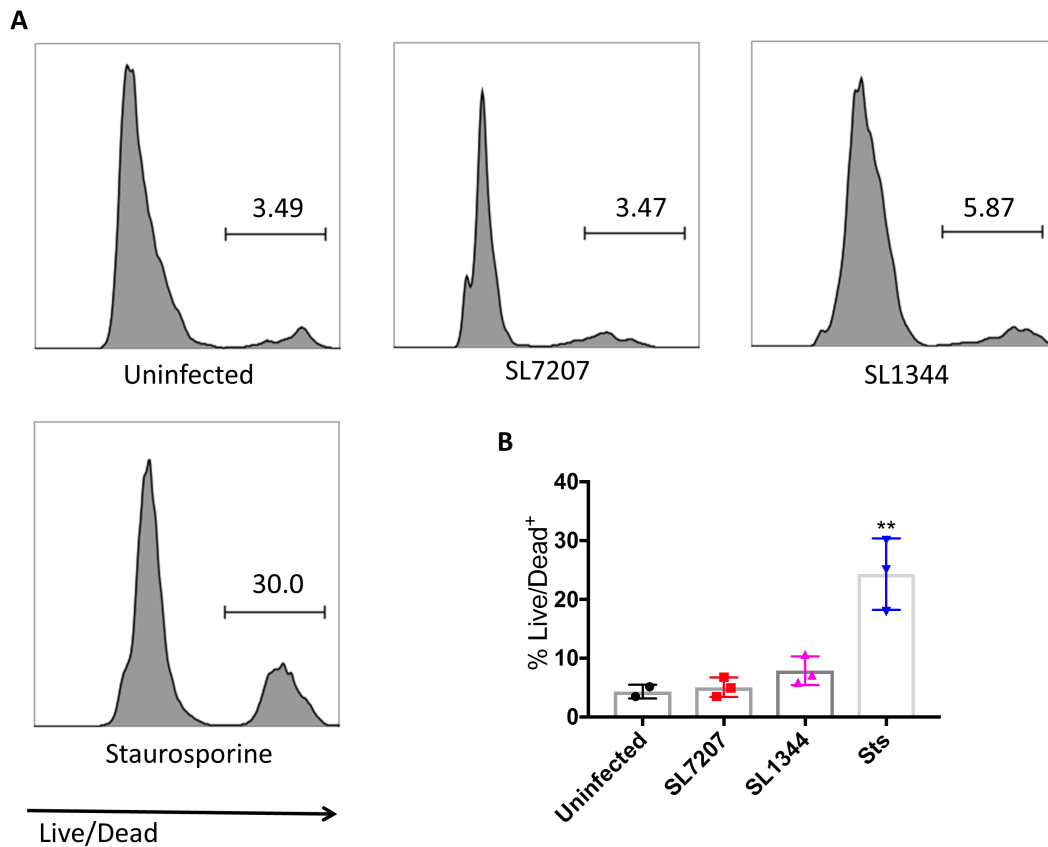 A
3.49
3.47
5.87
Uninfected
SL7207
SL1344
30.0
Staurosporine
Live/Dead
B
% Live/Dead+
40
30
20
10
0
**
Uninfected
SL7207
SL1344
Sts